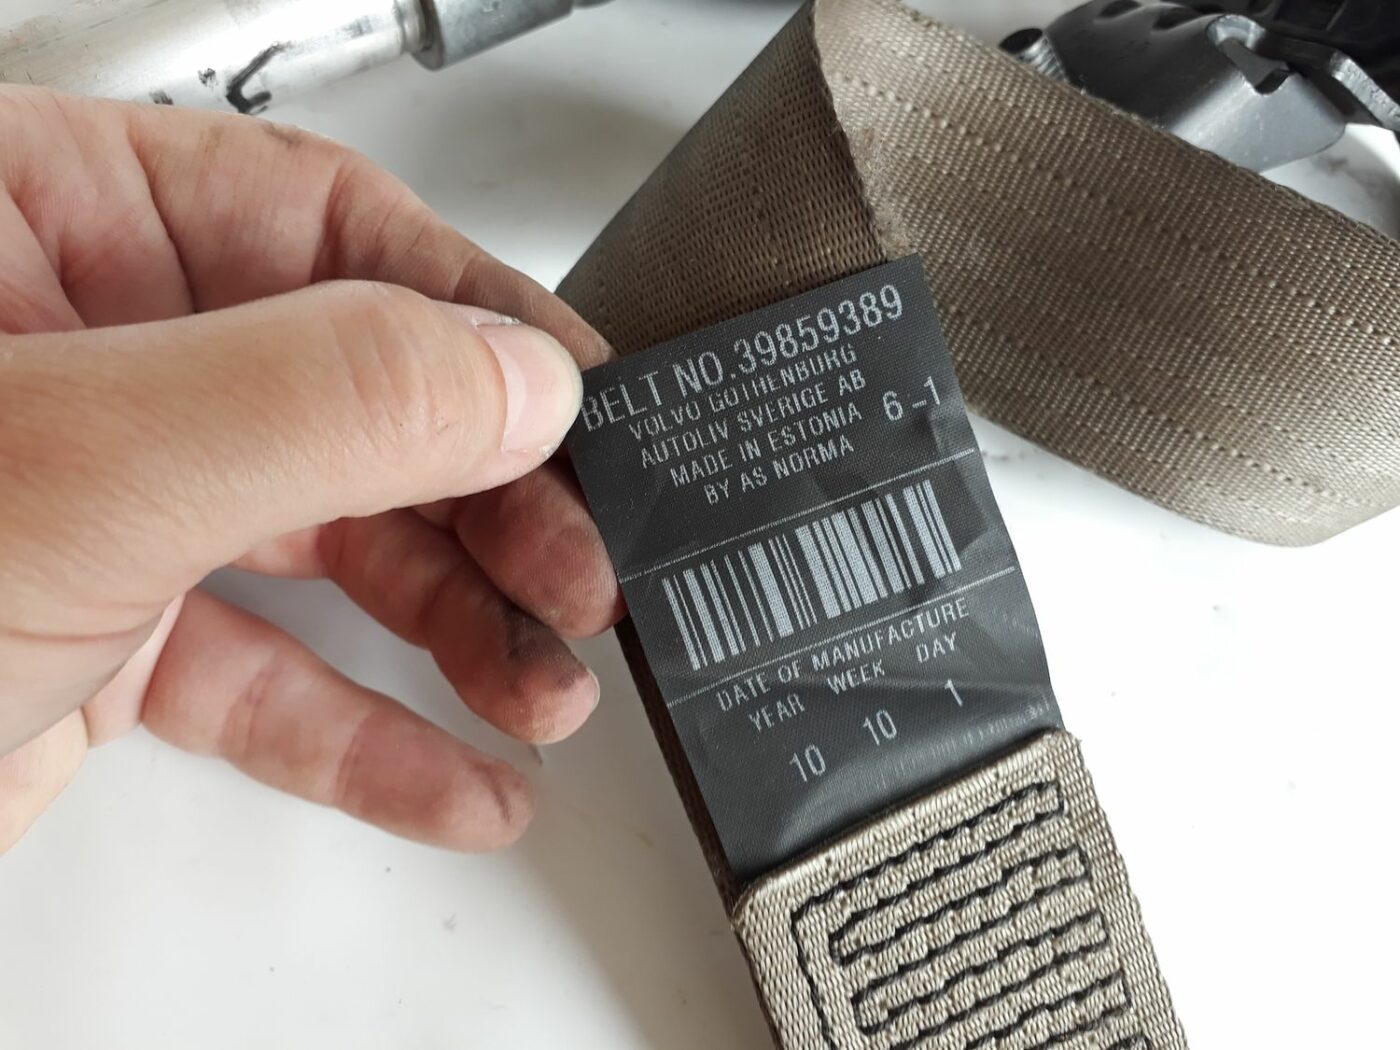 BELT NO.39859389
VOLVO GOTHENBURG
AUTOLIV SVERIGE AB 6-1
MADE IN ESTONIA
BY AS NORMA
DATE OF MANUFACTURE
YEAR WEEK DAY
10 10 1